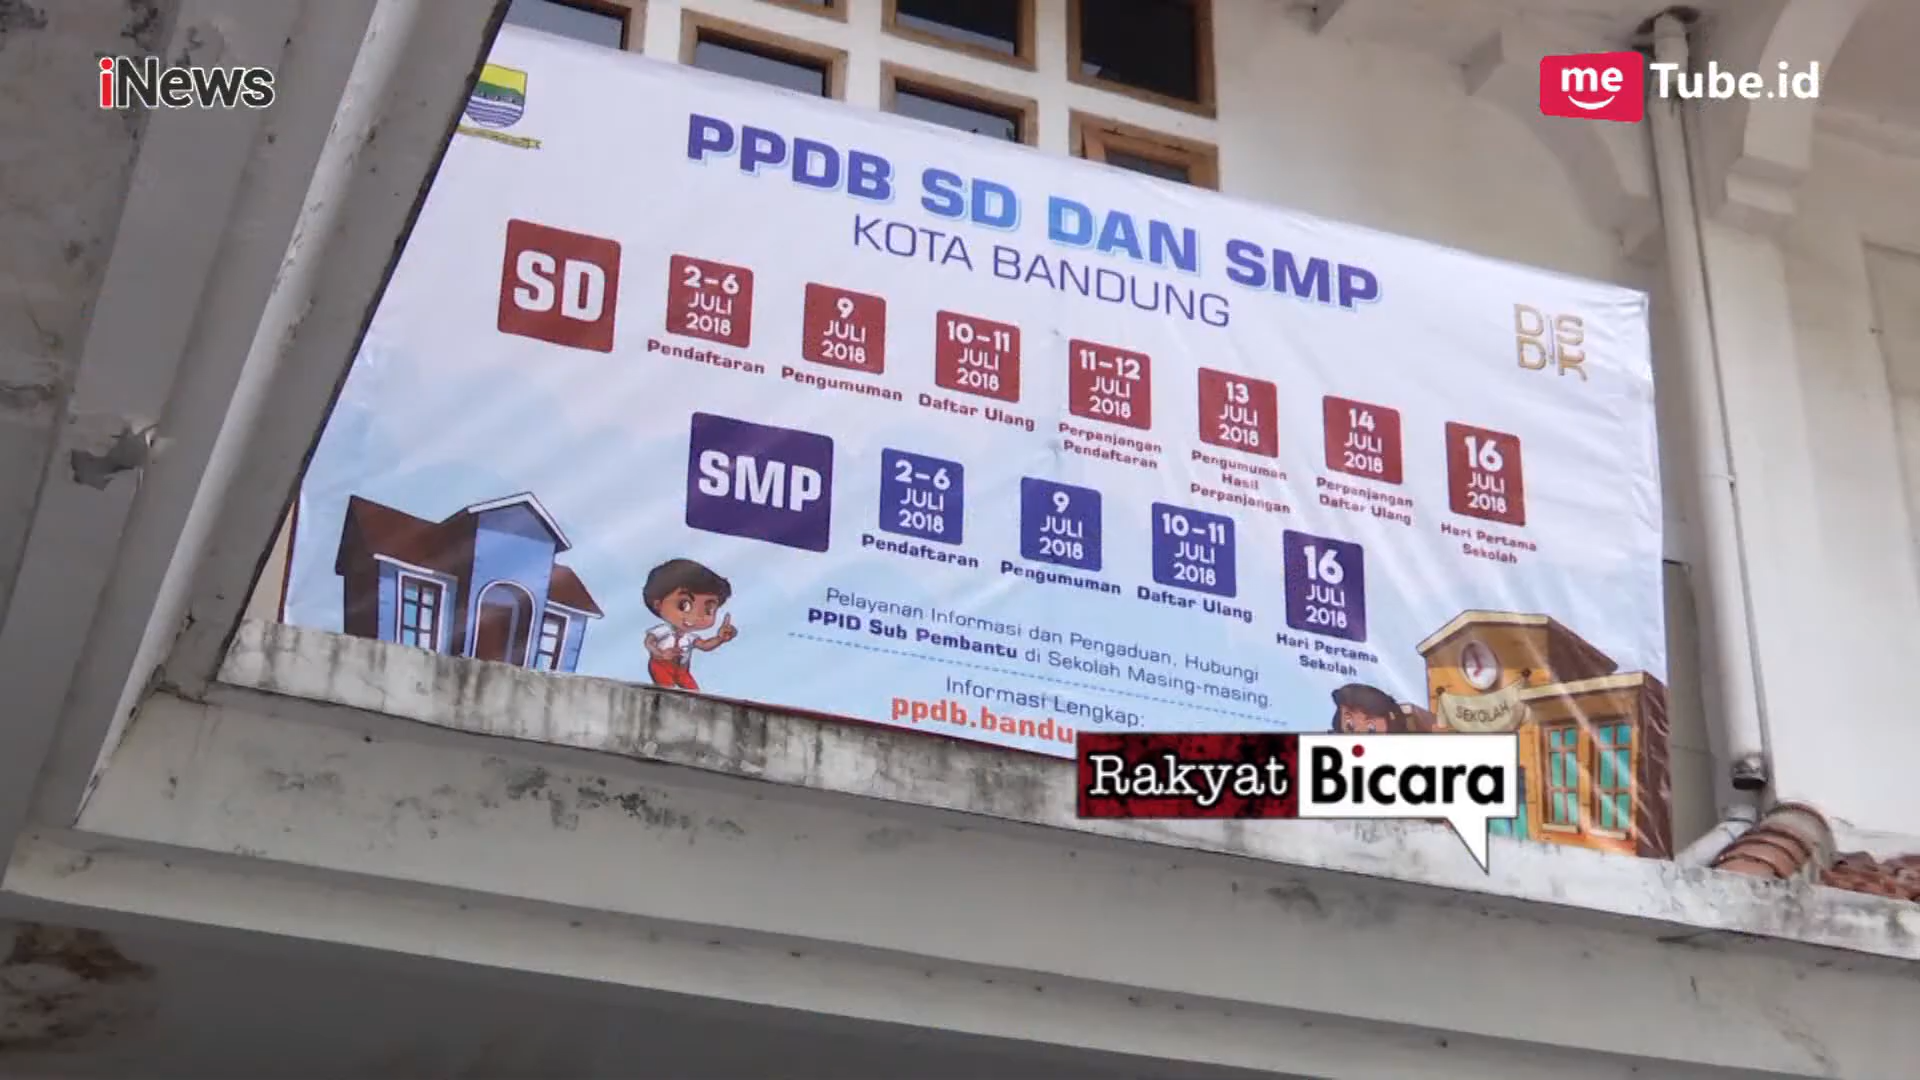 iNews
me Tube.id
PPDB SD DAN SMP
KOTA BANDUNG
DISDIK
SD
2-6
JULI
2018
Pendaftaran
9
JULI
2018
Pengumuman
10-11
JULI
2018
Daftar Ulang
11-12
JULI
2018
Perpanjangan
Pendaftaran
13
JULI
2018
Pengumuman
Hasil
Perpanjangan
14
JULI
2018
Perpanjangan
Daftar Ulang
16
JULI
2018
Hari Pertama
Sekolah
SMP
2-6
JULI
2018
Pendaftaran
9
JULI
2018
Pengumuman
10-11
JULI
2018
Daftar Ulang
16
JULI
2018
Hari Pertama
Sekolah
Pelayanan Informasi dan Pengaduan, Hubungi
PPID Sub Pembantu di Sekolah Masing-masing.
Informasi Lengkap:
ppdb.bandu
SEKOLAH
Rakyat Bicara